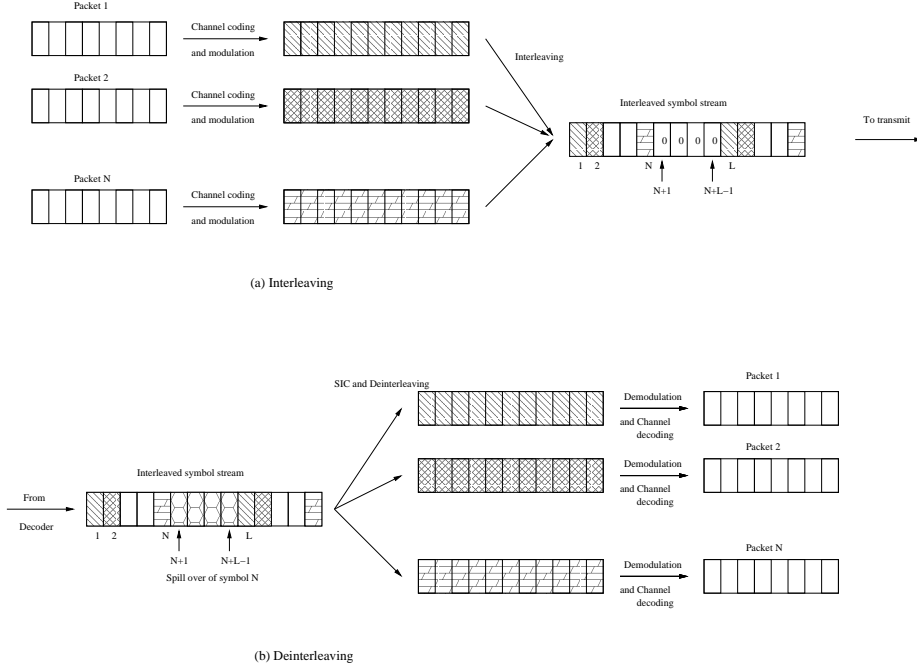 Packet 1
Channel coding
and modulation
Packet 2
Channel coding
and modulation
Interleaving
Interleaved symbol stream
To transmit
0 0 0 0
1 2 N L
N+1 N+L−1
Packet N
Channel coding
and modulation
(a) Interleaving
SIC and Deinterleaving
Packet 1
Demodulation
and Channel
decoding
Packet 2
Demodulation
and Channel
decoding
Interleaved symbol stream
From
Decoder
1 2 N L
N+1 N+L−1
Spill over of symbol N
Packet N
Demodulation
and Channel
decoding
(b) Deinterleaving